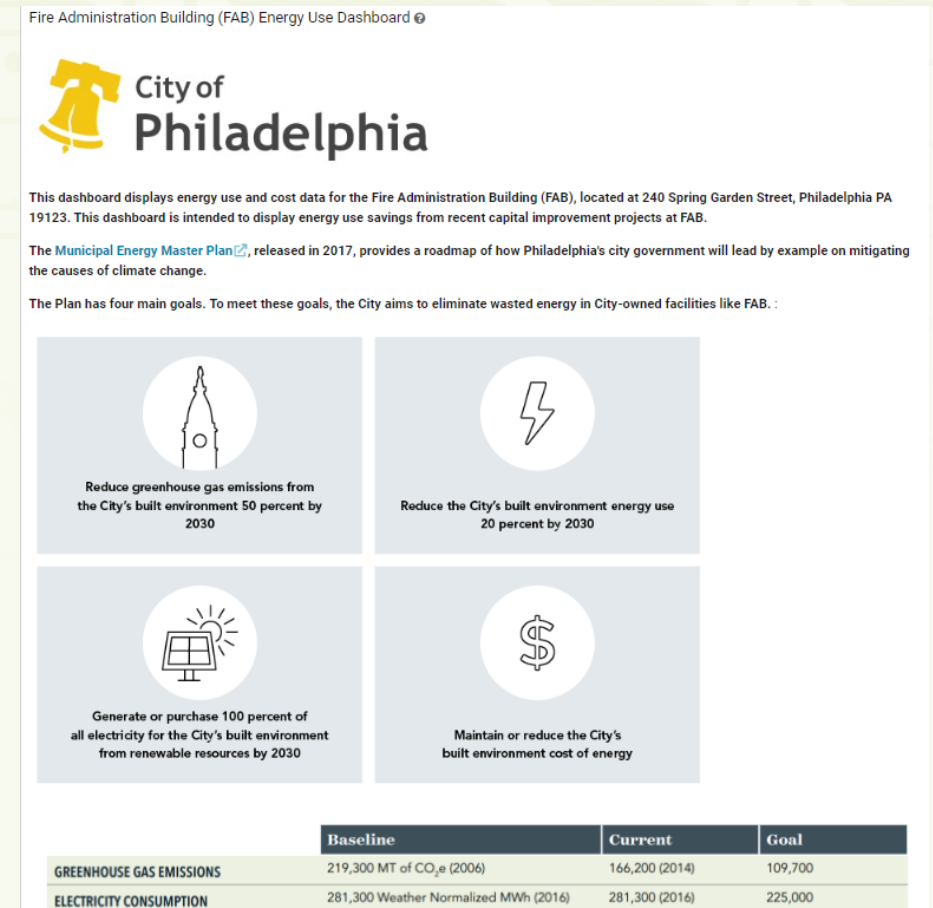 Fire Administration Building (FAB) Energy Use Dashboard
City of
Philadelphia
This dashboard displays energy use and cost data for the Fire Administration Building (FAB), located at 240 Spring Garden Street, Philadelphia PA
19123. This dashboard is intended to display energy use savings from recent capital improvement projects at FAB.
The Municipal Energy Master Plan, released in 2017, provides a roadmap of how Philadelphia's city government will lead by example on mitigating
the causes of climate change.
The Plan has four main goals. To meet these goals, the City aims to eliminate wasted energy in City-owned facilities like FAB. :
Reduce greenhouse gas emissions from
the City's built environment 50 percent by
2030
Reduce the City's built environment energy use
20 percent by 2030
Generate or purchase 100 percent of
all electricity for the City's built environment
from renewable resources by 2030
$
Maintain or reduce the City's
built environment cost of energy
Baseline Current Goal
GREENHOUSE GAS EMISSIONS 219,300 MT of CO₂e (2006) 166,200 (2014) 109,700
ELECTRICITY CONSUMPTION 281,300 Weather Normalized MWh (2016) 281,300 (2016) 225,000